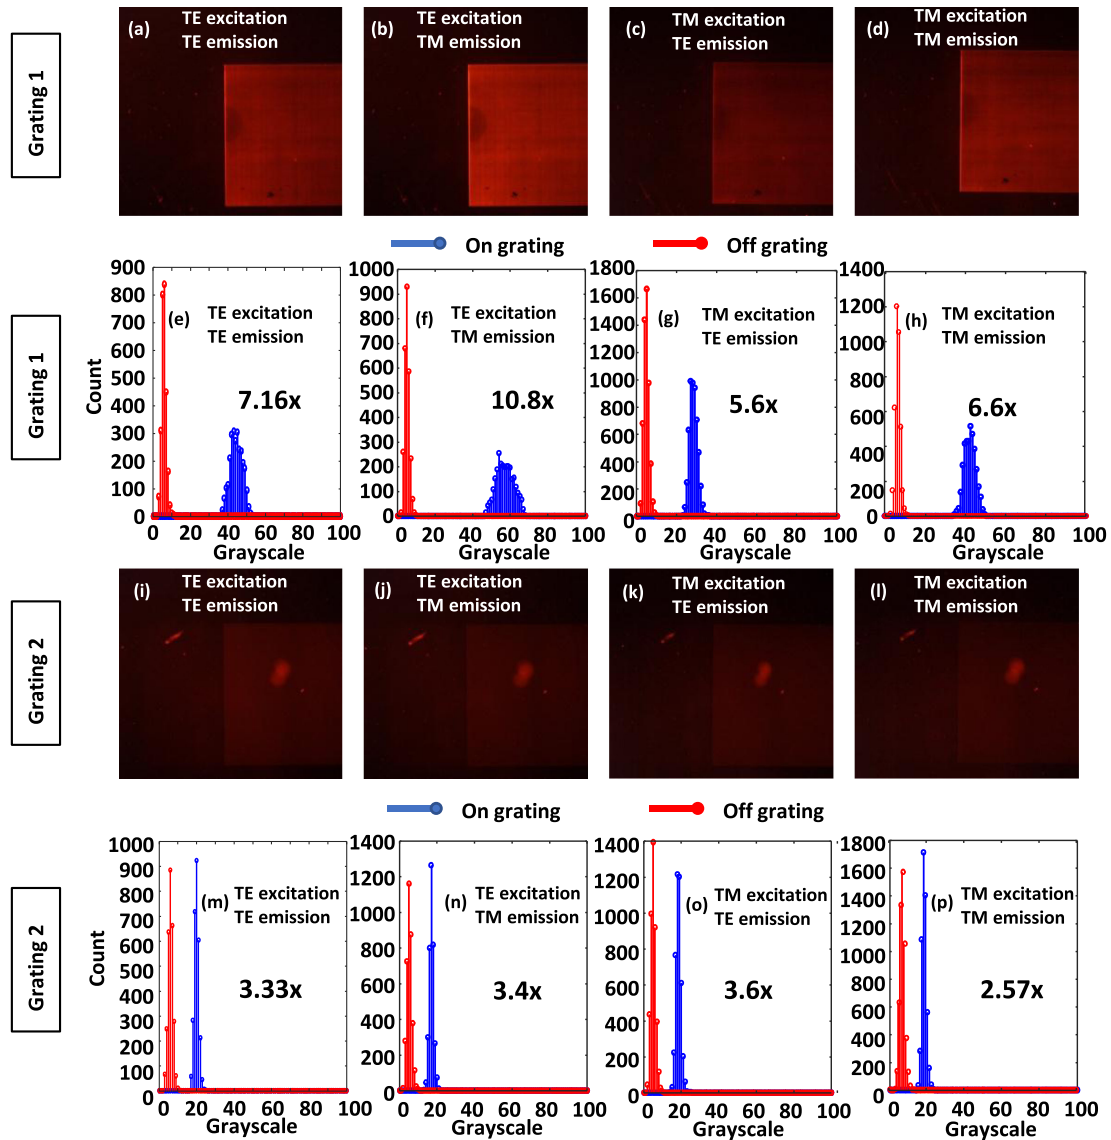 Grating 1
(a) TE excitation
TE emission
(b) TE excitation
TM emission
(c) TM excitation
TE emission
(d) TM excitation
TM emission
On grating
Off grating
Grating 1
Count
900
800
700
600
500
400
300
200
100
0
0 20 40 60 80 100
Grayscale
(e) TE excitation
TE emission
7.16x
1000
900
800
700
600
500
400
300
200
100
0
0 20 40 60 80 100
Grayscale
(f) TE excitation
TM emission
10.8x
1800
1600
1400
1200
1000
800
600
400
200
0
0 20 40 60 80 100
Grayscale
(g) TM excitation
TE emission
5.6x
1400
1200
1000
800
600
400
200
0
0 20 40 60 80 100
Grayscale
(h) TM excitation
TM emission
6.6x
Grating 2
(i) TE excitation
TE emission
(j) TE excitation
TM emission
(k) TM excitation
TE emission
(l) TM excitation
TM emission
On grating
Off grating
Grating 2
Count
1000
900
800
700
600
500
400
300
200
100
0
0 20 40 60 80 100
Grayscale
(m) TE excitation
TE emission
3.33x
1400
1200
1000
800
600
400
200
0
0 20 40 60 80 100
Grayscale
(n) TE excitation
TM emission
3.4x
1400
1200
1000
800
600
400
200
0
0 20 40 60 80 100
Grayscale
(o) TM excitation
TE emission
3.6x
1800
1600
1400
1200
1000
800
600
400
200
0
0 20 40 60 80 100
Grayscale
(p) TM excitation
TM emission
2.57x